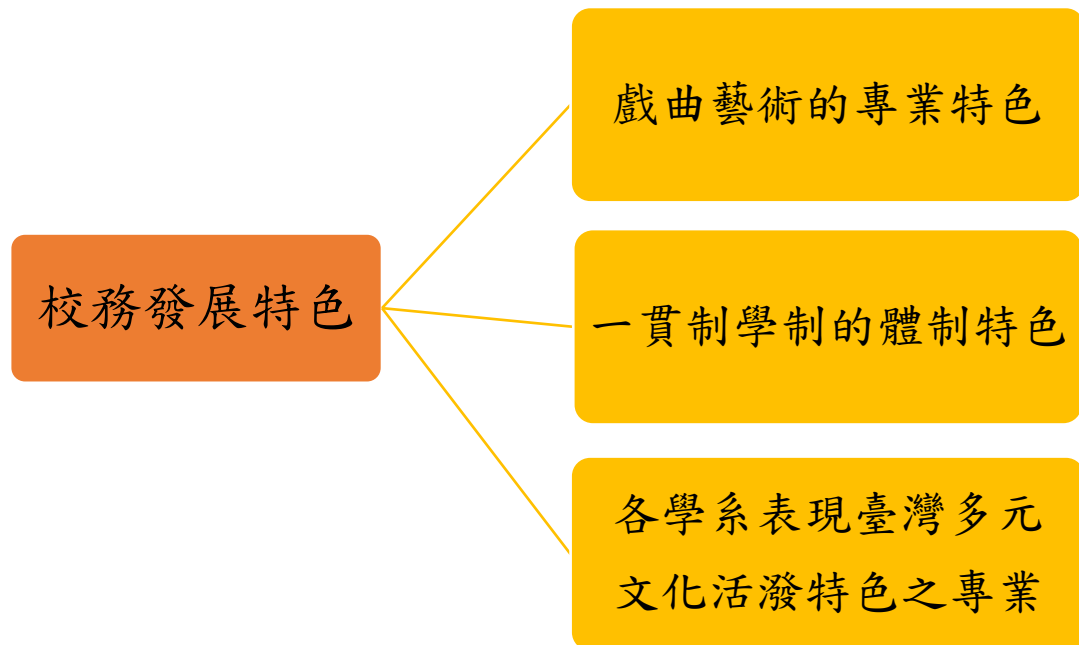 校務發展特色
戲曲藝術的專業特色
一貫制學制的體制特色
各學系表現臺灣多元
文化活潑特色之專業